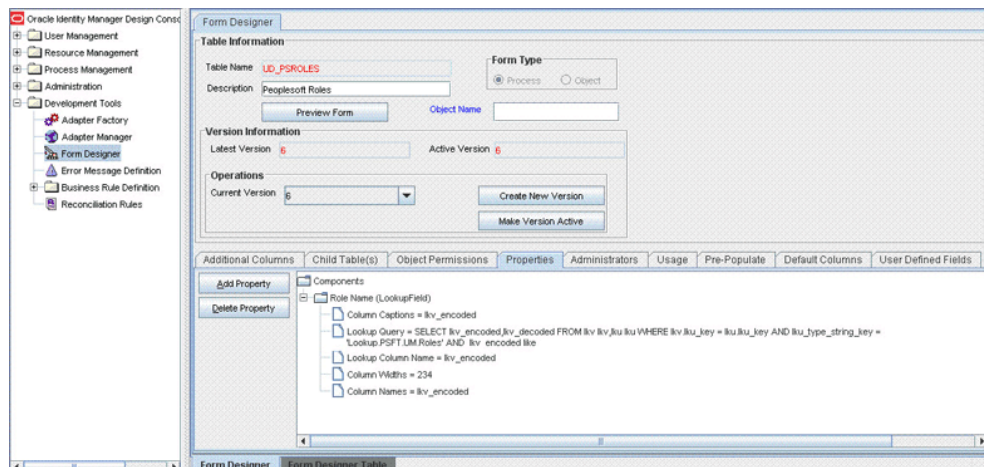 Oracle Identity Manager Design Conso
User Management
Resource Management
Process Management
Administration
Development Tools
Adapter Factory
Adapter Manager
Form Designer
Error Message Definition
Business Rule Definition
Reconciliation Rules
Form Designer
Table Information
Table Name UD_PSROLES
Form Type
Process Object
Description Peoplesoft Roles
Preview Form
Object Name
Version Information
Latest Version 6 Active Version 6
Operations
Current Version 6
Create New Version
Make Version Active
Additional Columns Child Table(s) Object Permissions Properties Administrators Usage Pre-Populate Default Columns User Defined Fields
Add Property
Delete Property
Components
Role Name (LookupField)
Column Captions = lkv_encoded
Lookup Query = SELECT lkv_encoded,lkv_decoded FROM lkv lkv,lku lku WHERE lkv.lku_key = lku.lku_key AND lku_type_string_key =
'Lookup.PSFT.UM.Roles' AND lkv_encoded like
Lookup Column Name = lkv_encoded
Column Widths = 234
Column Names = lkv_encoded
Form Designer Form Designer Table